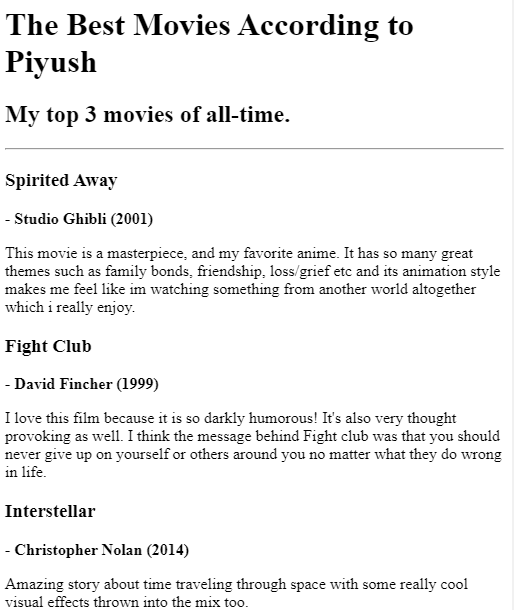 The Best Movies According to
Piyush
My top 3 movies of all-time.
Spirited Away
- Studio Ghibli (2001)
This movie is a masterpiece, and my favorite anime. It has so many great
themes such as family bonds, friendship, loss/grief etc and its animation style
makes me feel like im watching something from another world altogether
which i really enjoy.
Fight Club
- David Fincher (1999)
I love this film because it is so darkly humorous! It's also very thought
provoking as well. I think the message behind Fight club was that you should
never give up on yourself or others around you no matter what they do wrong
in life.
Interstellar
- Christopher Nolan (2014)
Amazing story about time traveling through space with some really cool
visual effects thrown into the mix too.